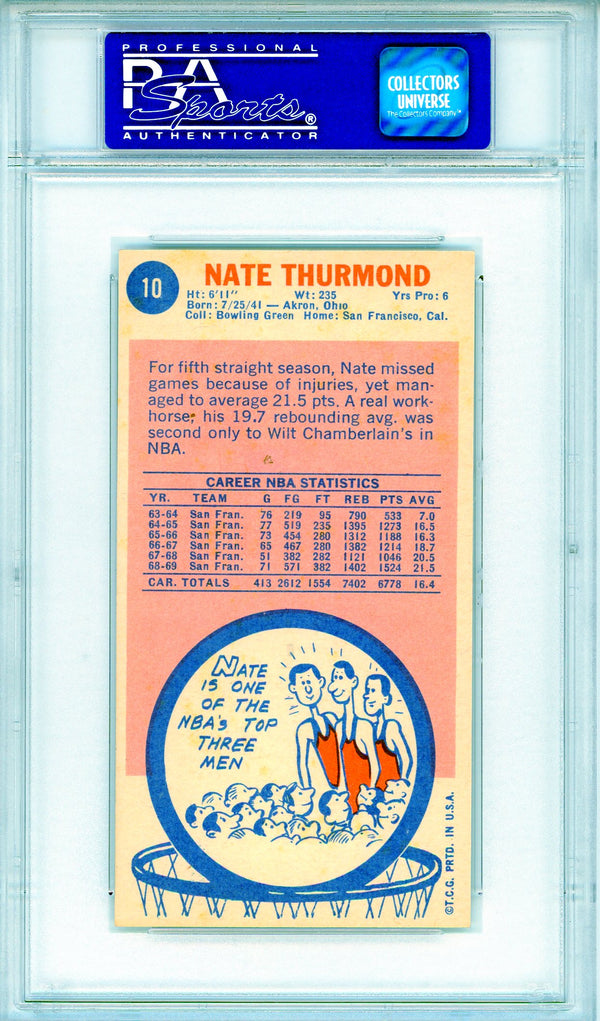 PROFESSIONAL
PSA
Sports®
AUTHENTICATOR
COLLECTORS
UNIVERSE
The Collectors Company™
10
NATE THURMOND
Ht: 6'11" Wt: 235 Yrs Pro: 6
Born: 7/25/41 — Akron, Ohio
Coll: Bowling Green Home: San Francisco, Cal.
For fifth straight season, Nate missed
games because of injuries, yet man-
aged to average 21.5 pts. A real work-
horse; his 19.7 rebounding avg. was
second only to Wilt Chamberlain's in
NBA.
CAREER NBA STATISTICS
YR. TEAM G FG FT REB PTS AVG
63-64 San Fran. 76 219 95 790 533 7.0
64-65 San Fran. 77 519 235 1395 1273 16.5
65-66 San Fran. 73 454 280 1312 1188 16.3
66-67 San Fran. 65 467 280 1382 1214 18.7
67-68 San Fran. 51 382 282 1121 1046 20.5
68-69 San Fran. 71 571 382 1402 1524 21.5
CAR. TOTALS 413 2612 1554 7402 6778 16.4
NATE
IS ONE
OF THE
NBA'S TOP
THREE
MEN
©T.C.G. PRTD. IN U.S.A.